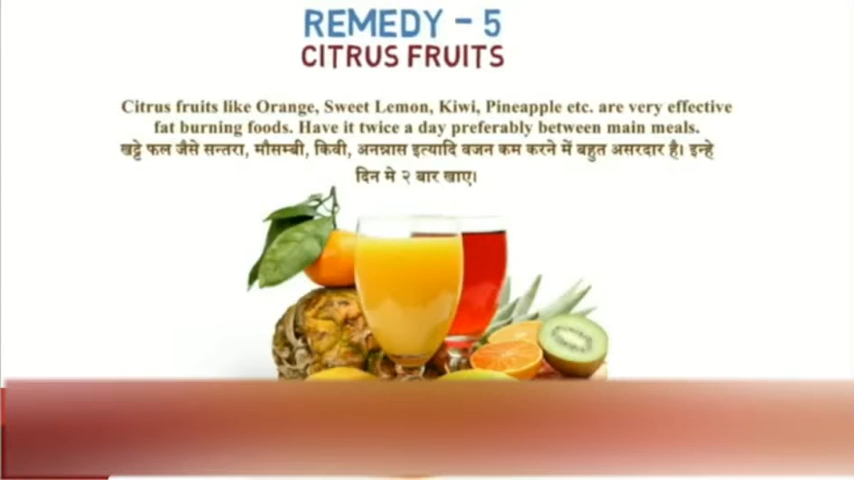 REMEDY - 5
CITRUS FRUITS
Citrus fruits like Orange, Sweet Lemon, Kiwi, Pineapple etc. are very effective
fat burning foods. Have it twice a day preferably between main meals.
खट्टे फल जैसे सन्तरा, मौसम्बी, किवी, अनन्नास इत्यादि वजन कम करने में बहुत असरदार है। इन्हे
दिन मे २ बार खाए।